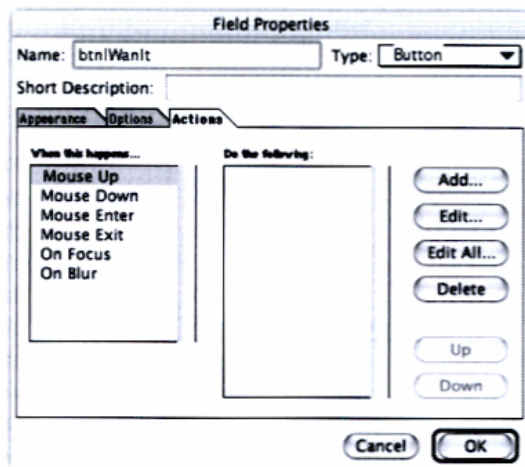 Field Properties
Name: btnIWanIt Type: Button
Short Description:
Appearance Options Actions
When this happens... Do the following:
Mouse Up
Mouse Down
Mouse Enter
Mouse Exit
On Focus
On Blur
Add...
Edit...
Edit All...
Delete
Up
Down
Cancel OK